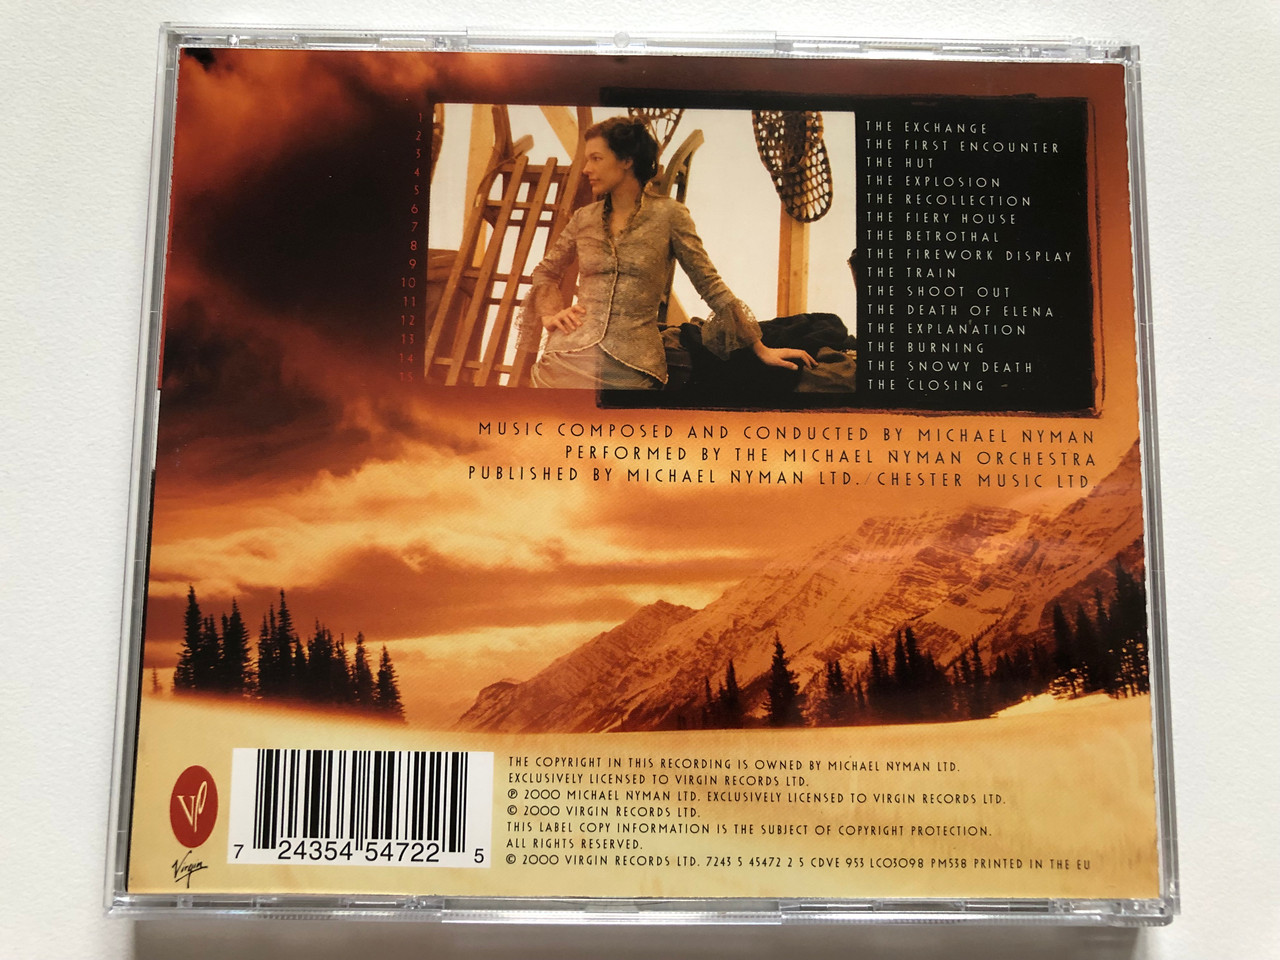 1 THE EXCHANGE
2 THE FIRST ENCOUNTER
3 THE HUT
4 THE EXPLOSION
5 THE RECOLLECTION
6 THE FIERY HOUSE
7 THE BETROTHAL
8 THE FIREWORK DISPLAY
9 THE TRAIN
10 THE SHOOT OUT
11 THE DEATH OF ELENA
12 THE EXPLANATION
13 THE BURNING
14 THE SNOWY DEATH
15 THE CLOSING
MUSIC COMPOSED AND CONDUCTED BY MICHAEL NYMAN
PERFORMED BY THE MICHAEL NYMAN ORCHESTRA
PUBLISHED BY MICHAEL NYMAN LTD./CHESTER MUSIC LTD.
THE COPYRIGHT IN THIS RECORDING IS OWNED BY MICHAEL NYMAN LTD.
EXCLUSIVELY LICENSED TO VIRGIN RECORDS LTD.
℗ 2000 MICHAEL NYMAN LTD. EXCLUSIVELY LICENSED TO VIRGIN RECORDS LTD.
© 2000 VIRGIN RECORDS LTD.
THIS LABEL COPY INFORMATION IS THE SUBJECT OF COPYRIGHT PROTECTION.
ALL RIGHTS RESERVED.
© 2000 VIRGIN RECORDS LTD. 7243 5 45472 2 5 CDVE 953 LC03098 PM538 PRINTED IN THE EU
VP
Virgin
7 24354 54722 5